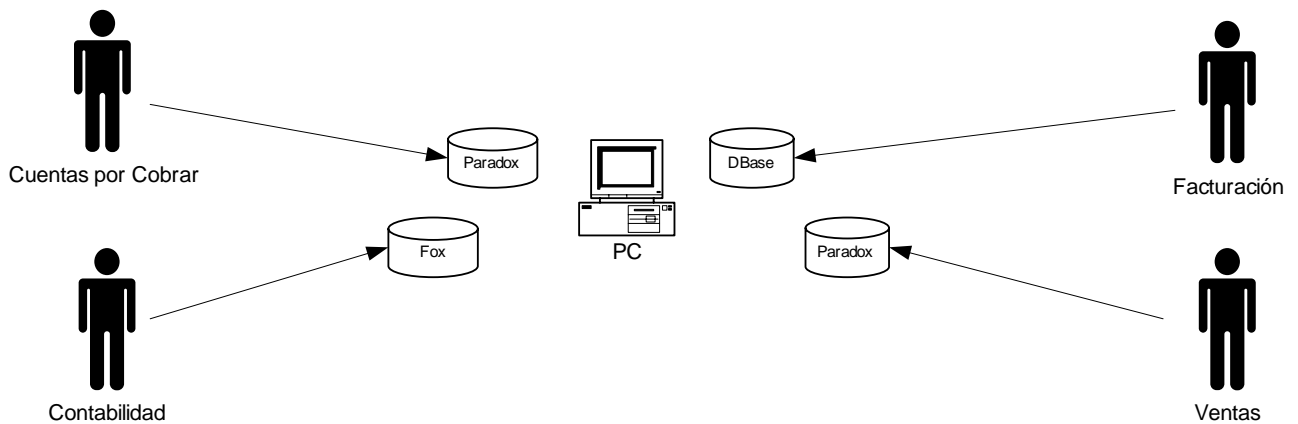 Cuentas por Cobrar
Paradox
DBase
Facturación
Fox
PC
Paradox
Contabilidad
Ventas